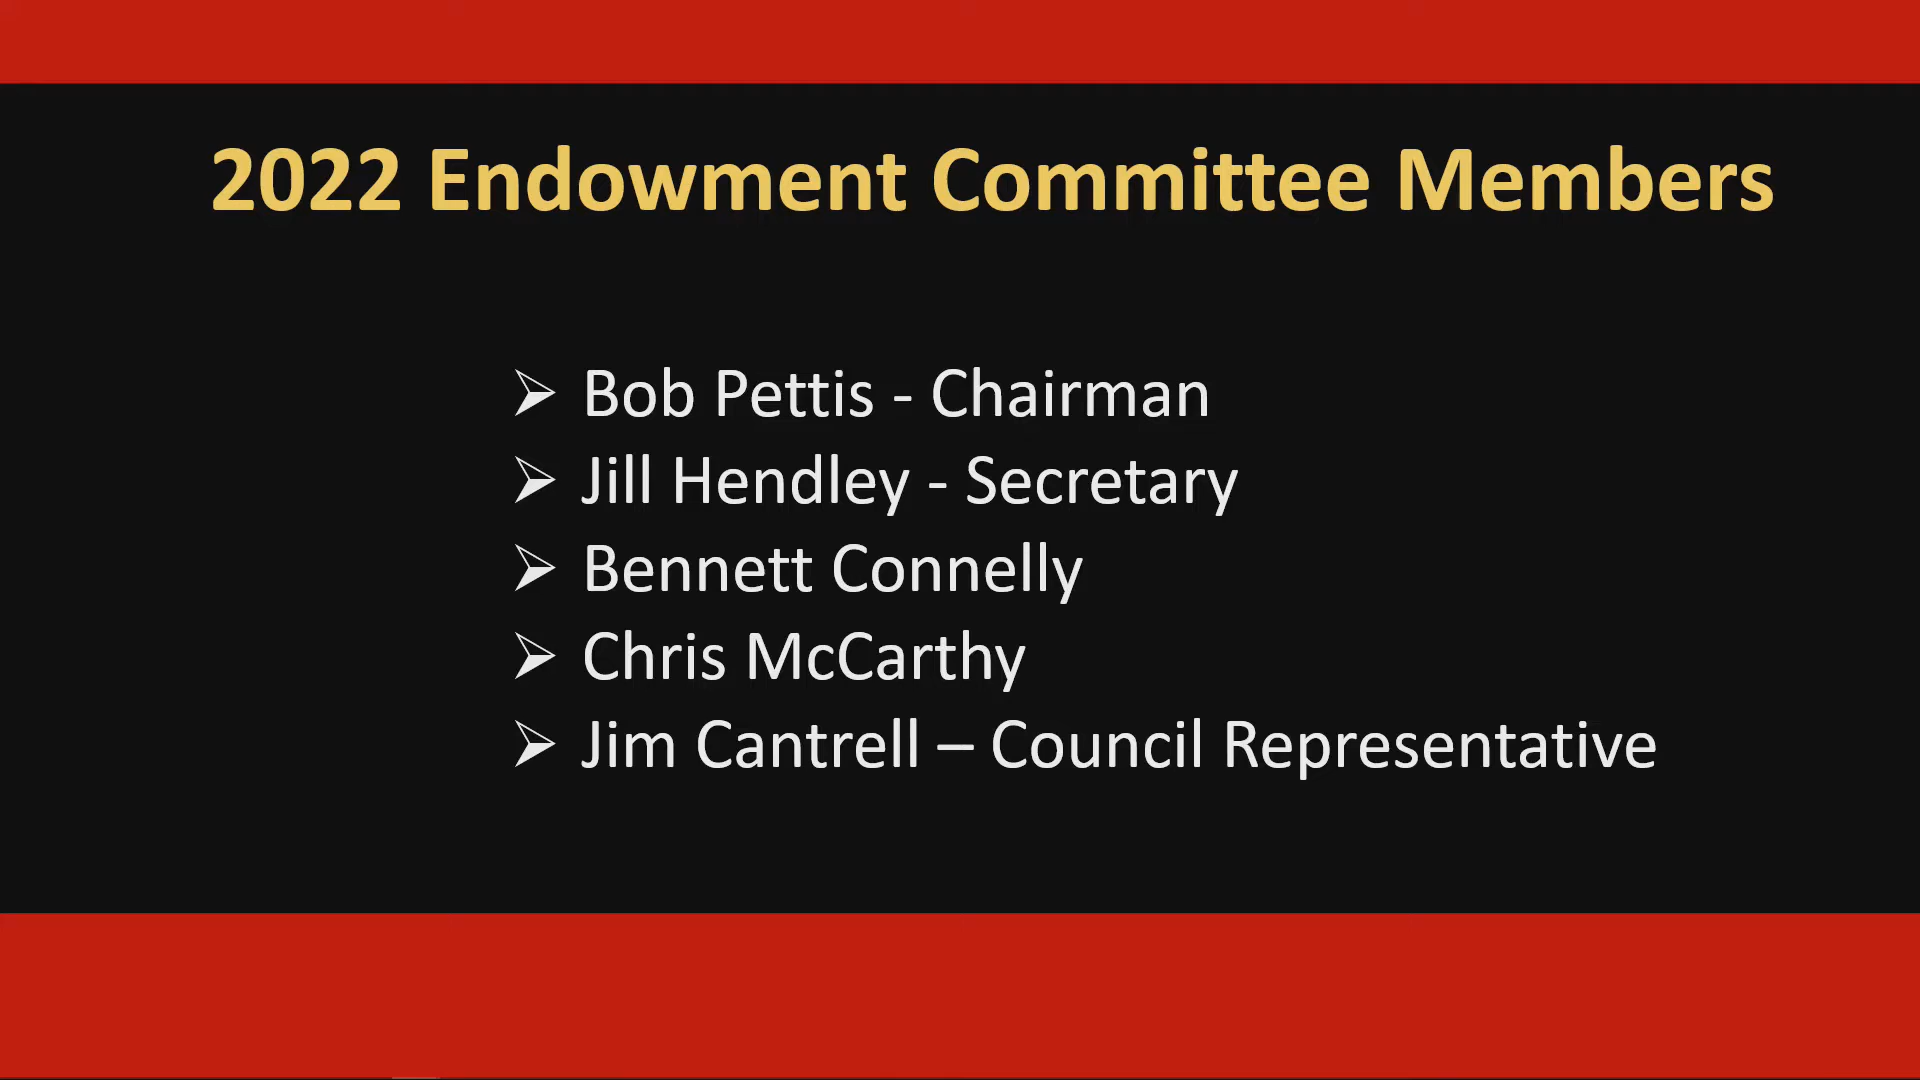 2022 Endowment Committee Members
➢ Bob Pettis - Chairman
➢ Jill Hendley - Secretary
➢ Bennett Connelly
➢ Chris McCarthy
➢ Jim Cantrell – Council Representative